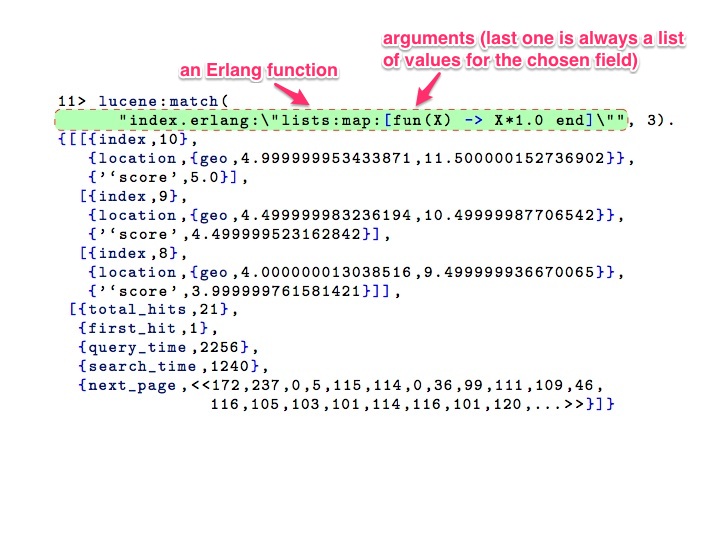 arguments (last one is always a list
of values for the chosen field)
an Erlang function
11> lucene:match(
"index.erlang:\"lists:map:[fun(X) -> X*1.0 end]\"", 3).
{[[{index,10},
{location,{geo,4.999999953433871,11.500000152736902}},
{'‘score’,5.0}],
[{index,9},
{location,{geo,4.499999983236194,10.49999987706542}},
{'‘score’,4.499999523162842}],
[{index,8},
{location,{geo,4.000000013038516,9.499999936670065}},
{'‘score’,3.999999761581421}]],
[{total_hits,21},
{first_hit,1},
{query_time,2256},
{search_time,1240},
{next_page,<<172,237,0,5,115,114,0,36,99,111,109,46,
116,105,103,101,114,116,101,120,...>>}]}